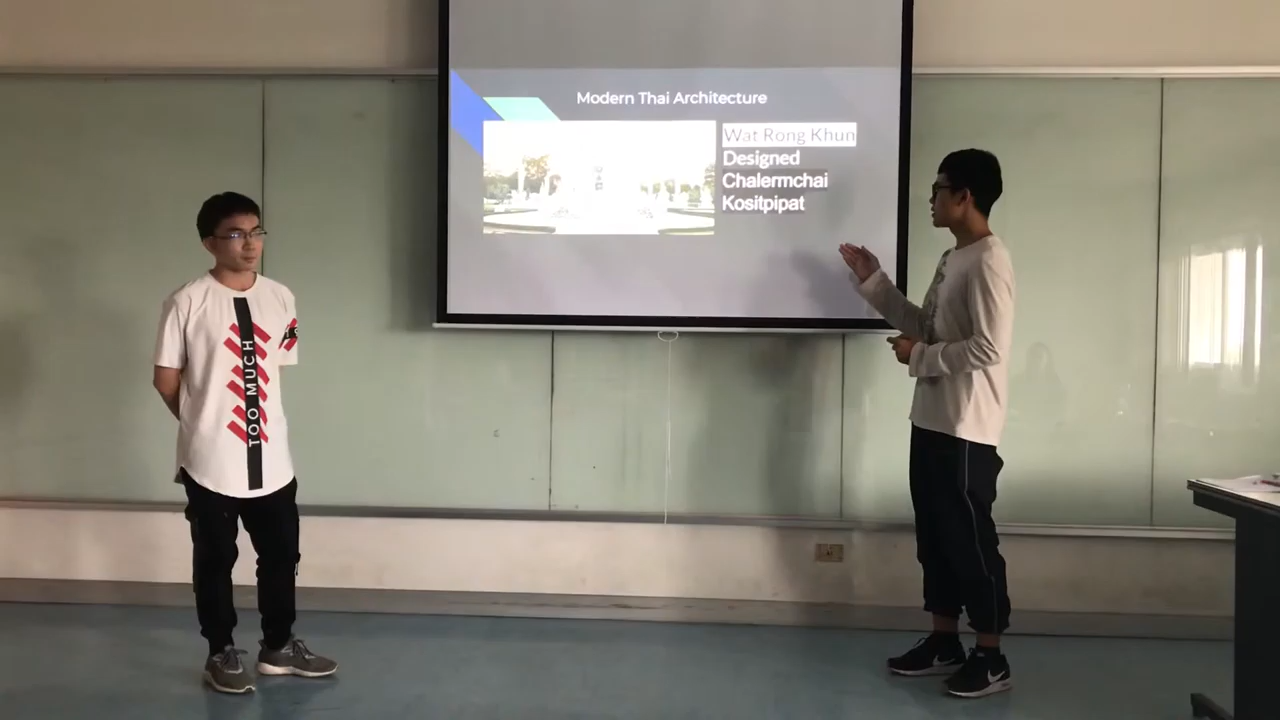 Modern Thai Architecture
Wat Rong Khun
Designed
Chalermchai
Kositpipat
TOO MUCH